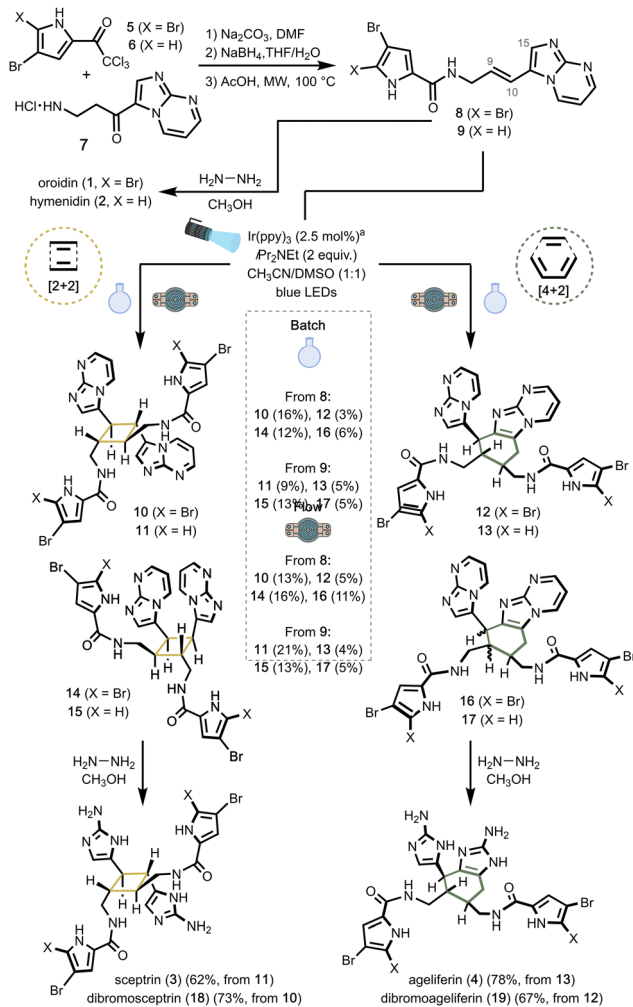 X
H
N
O
Br
CCl3
5 (X = Br)
6 (X = H)
+
HCl•HN
O
N
N
N
7
1) Na2CO3, DMF
2) NaBH4,THF/H2O
3) AcOH, MW, 100 °C
Br
X
N
H
H
N
O
9
10
15
N
N
N
8 (X = Br)
9 (X = H)
H2N−NH2
CH3OH
oroidin (1, X = Br)
hymenidin (2, X = H)
Ir(ppy)3 (2.5 mol%)a
iPr2NEt (2 equiv.)
CH3CN/DMSO (1:1)
blue LEDs
[2+2]
[4+2]
Batch
From 8:
10 (16%), 12 (3%)
14 (12%), 16 (6%)
From 9:
11 (9%), 13 (5%)
15 (13%), 17 (5%)
Flow
From 8:
10 (13%), 12 (5%)
14 (16%), 16 (11%)
From 9:
11 (21%), 13 (4%)
15 (13%), 17 (5%)
10 (X = Br)
11 (X = H)
12 (X = Br)
13 (X = H)
14 (X = Br)
15 (X = H)
16 (X = Br)
17 (X = H)
H2N−NH2
CH3OH
H2N−NH2
CH3OH
sceptrin (3) (62%, from 11)
dibromosceptrin (18) (73%, from 10)
ageliferin (4) (78%, from 13)
dibromoageliferin (19) (67%, from 12)